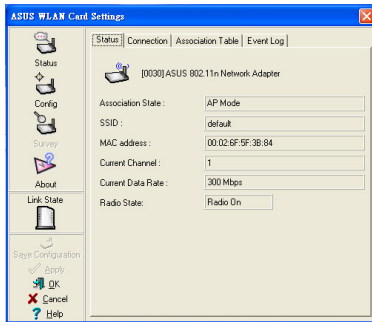 ASUS WLAN Card Settings
Status
Config
Survey
About
Link State
Save Configuration
Apply
OK
Cancel
Help
Status Connection Association Table Event Log
[0030] ASUS 802.11n Network Adapter
Association State : AP Mode
SSID : default
MAC address : 00:02:6F:5F:3B:84
Current Channel : 1
Current Data Rate : 300 Mbps
Radio State: Radio On